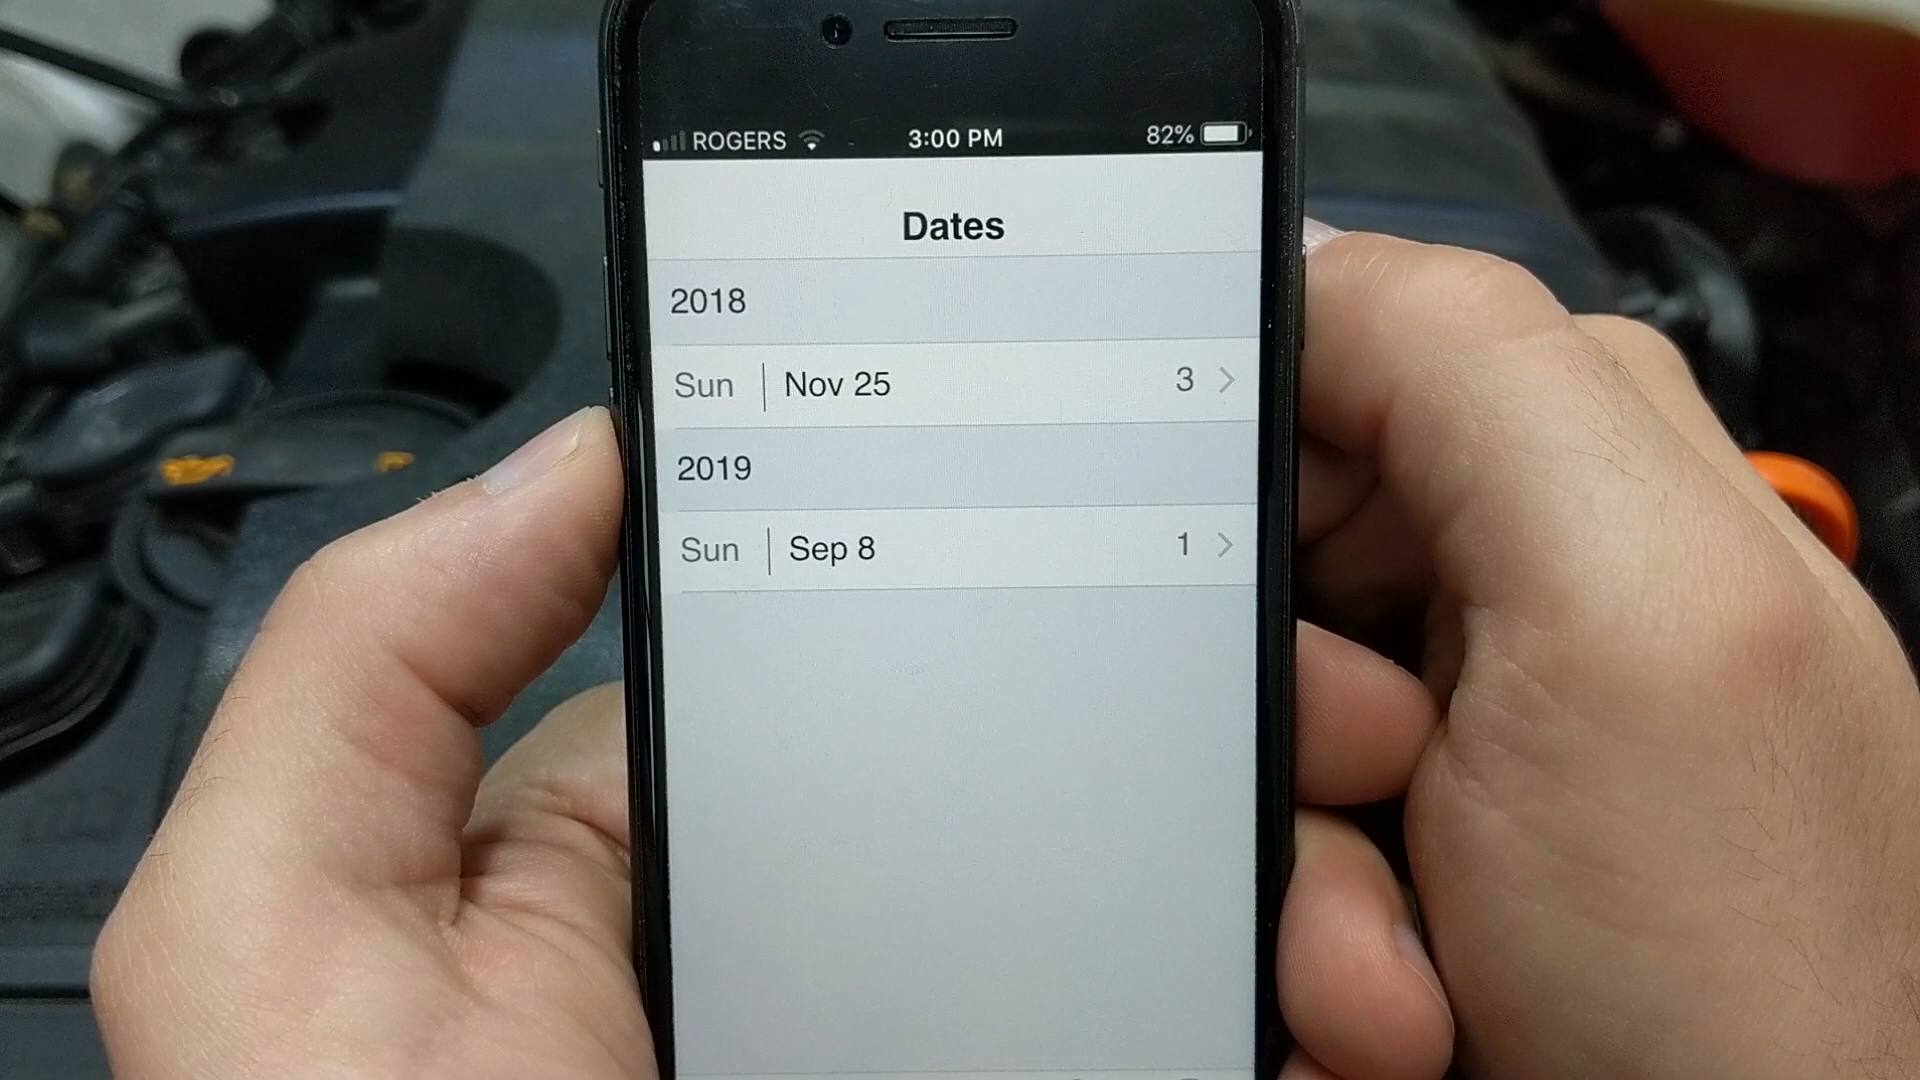 ROGERS 3:00 PM 82%
Dates
2018
Sun Nov 25 3
2019
Sun Sep 8 1